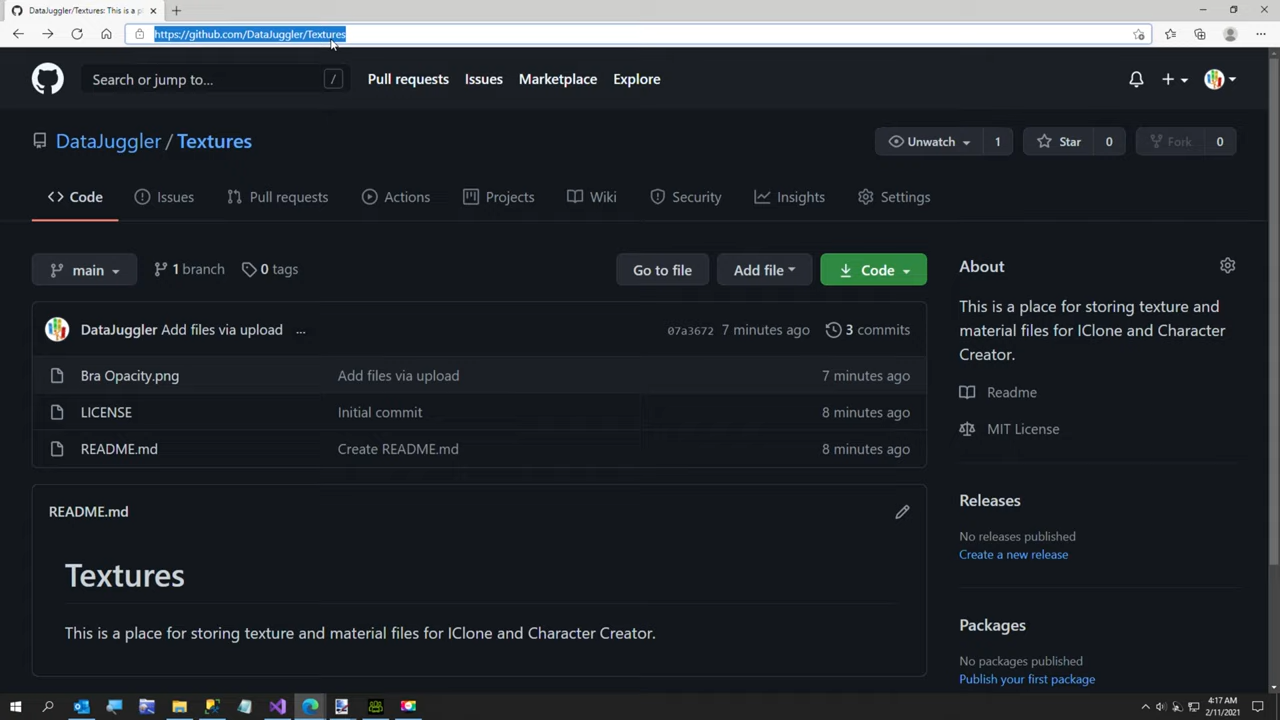 DataJuggler/Textures: This is a p
https://github.com/DataJuggler/Textures
Search or jump to...
/
Pull requests
Issues
Marketplace
Explore
DataJuggler / Textures
Unwatch
1
Star
0
Fork
0
Code
Issues
Pull requests
Actions
Projects
Wiki
Security
Insights
Settings
main
1 branch
0 tags
Go to file
Add file
Code
DataJuggler Add files via upload
...
07a3672 7 minutes ago
3 commits
Bra Opacity.png
Add files via upload
7 minutes ago
LICENSE
Initial commit
8 minutes ago
README.md
Create README.md
8 minutes ago
README.md
Textures
This is a place for storing texture and material files for IClone and Character Creator.
About
This is a place for storing texture and
material files for IClone and Character
Creator.
Readme
MIT License
Releases
No releases published
Create a new release
Packages
No packages published
Publish your first package
4:17 AM
2/11/2021